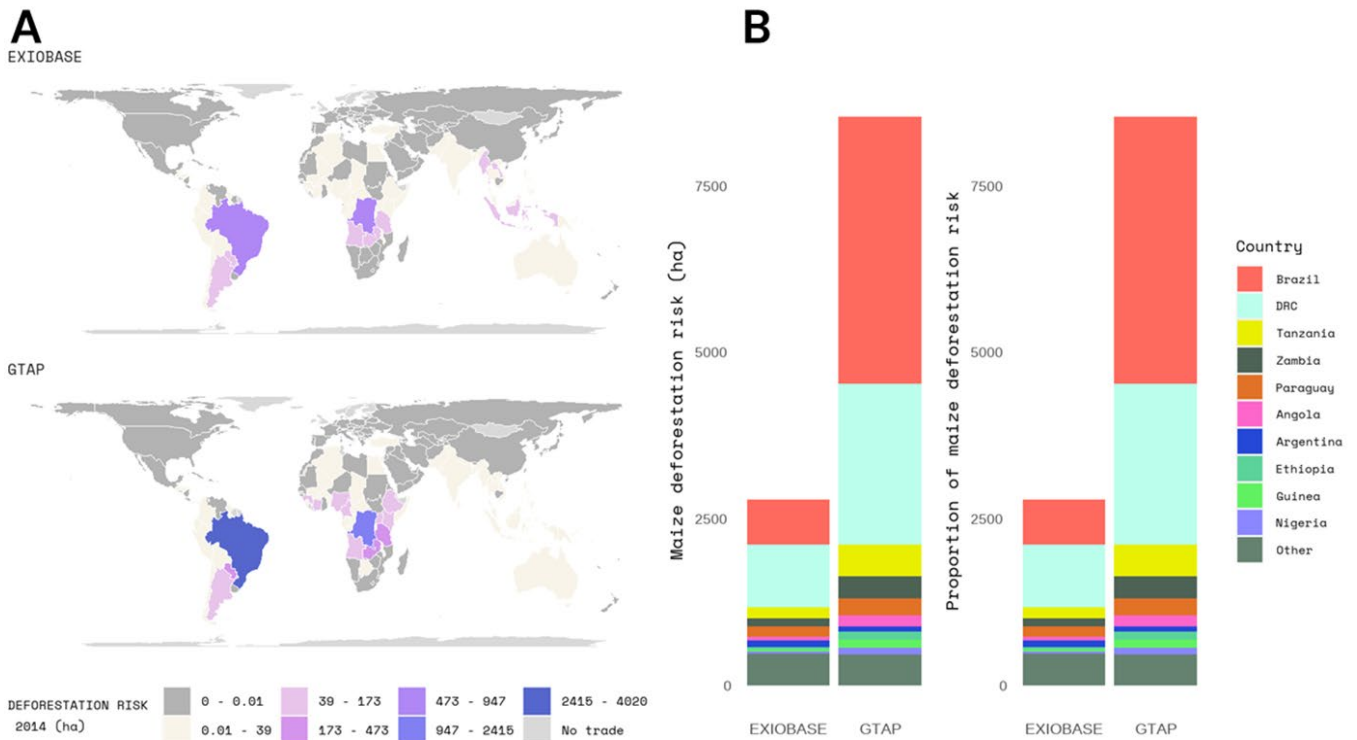 A
EXIOBASE
GTAP
DEFORESTATION RISK
2014 (ha)
0 - 0.01
39 - 173
473 - 947
2415 - 4020
0.01 - 39
173 - 473
947 - 2415
No trade
B
Maize deforestation risk (ha)
7500
5000
2500
0
EXIOBASE
GTAP
Proportion of maize deforestation risk
7500
5000
2500
0
EXIOBASE
GTAP
Country
Brazil
DRC
Tanzania
Zambia
Paraguay
Angola
Argentina
Ethiopia
Guinea
Nigeria
Other